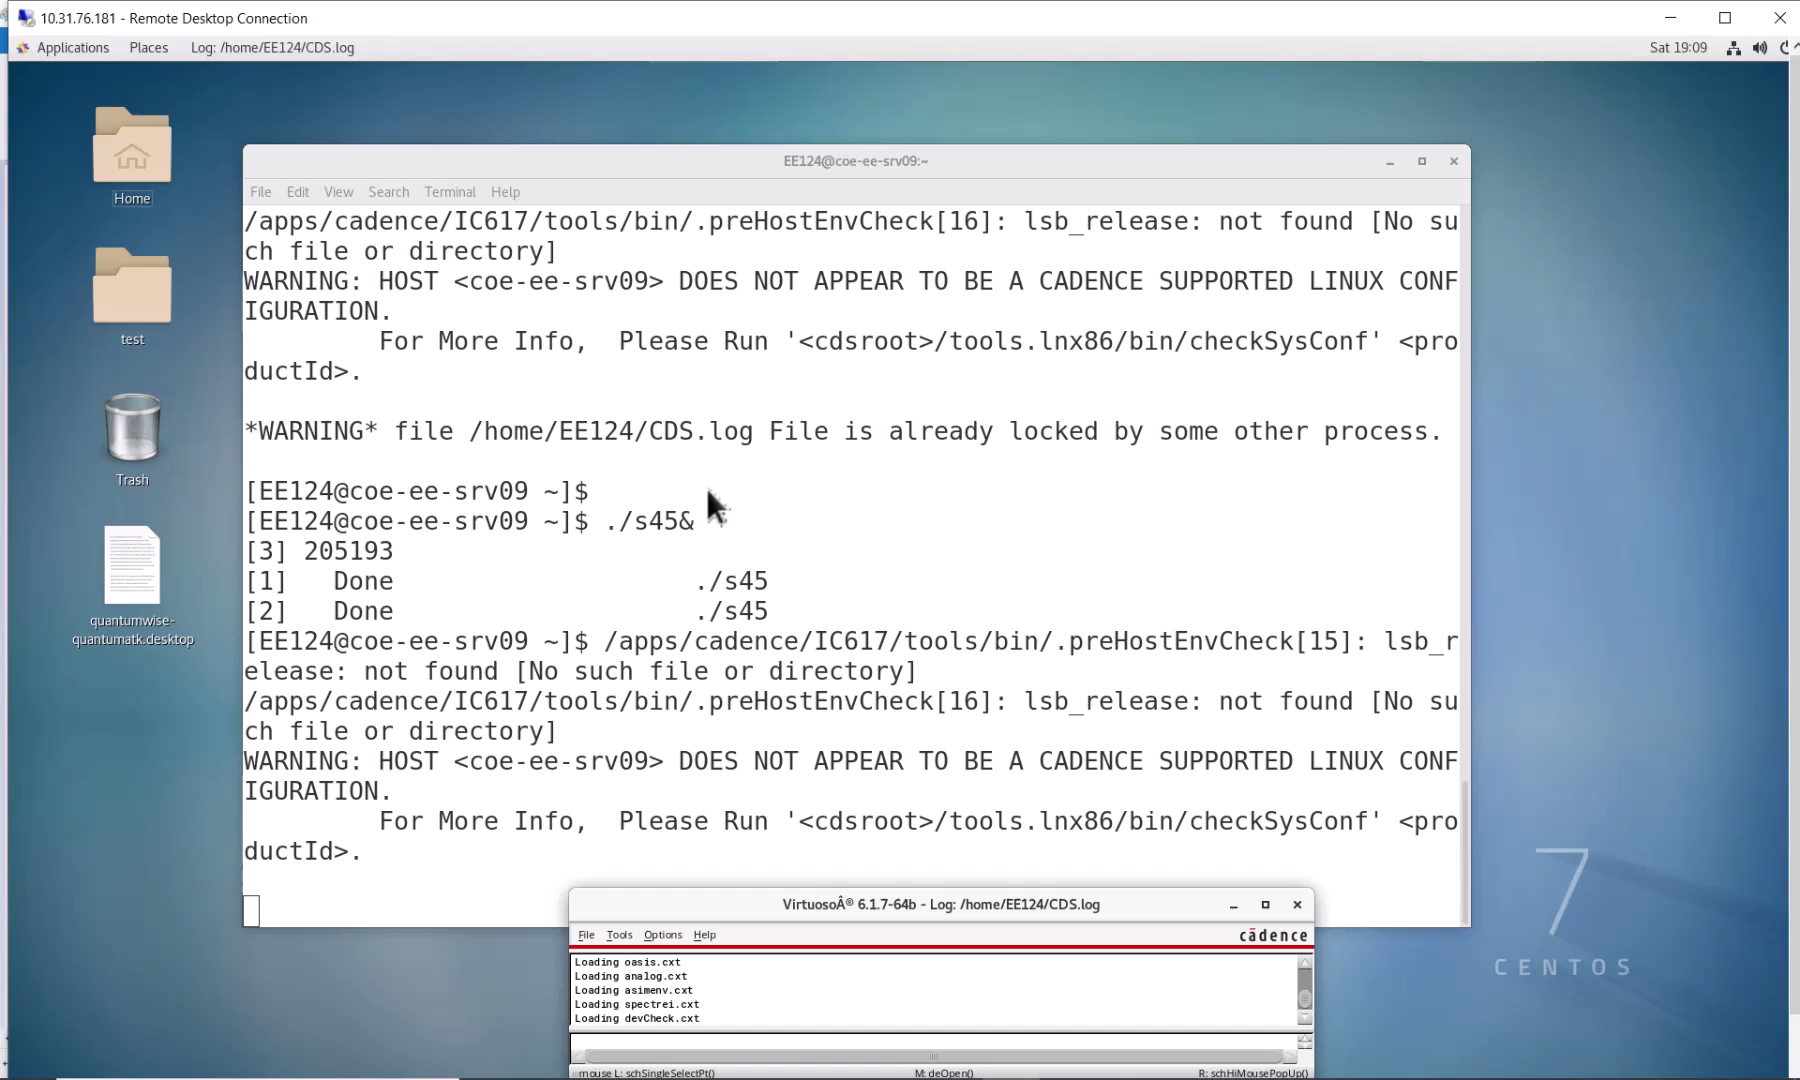 10.31.76.181 - Remote Desktop Connection
Applications Places Log: /home/EE124/CDS.log Sat 19:09
Home
test
Trash
quantumwise-
quantumatk.desktop
EE124@coe-ee-srv09:~
File Edit View Search Terminal Help
/apps/cadence/IC617/tools/bin/.preHostEnvCheck[16]: lsb_release: not found [No su
ch file or directory]
WARNING: HOST <coe-ee-srv09> DOES NOT APPEAR TO BE A CADENCE SUPPORTED LINUX CONF
IGURATION.
For More Info, Please Run '<cdsroot>/tools.lnx86/bin/checkSysConf' <pro
ductId>.
*WARNING* file /home/EE124/CDS.log File is already locked by some other process.
[EE124@coe-ee-srv09 ~]$
[EE124@coe-ee-srv09 ~]$ ./s45&
[3] 205193
[1] Done ./s45
[2] Done ./s45
[EE124@coe-ee-srv09 ~]$ /apps/cadence/IC617/tools/bin/.preHostEnvCheck[15]: lsb_r
elease: not found [No such file or directory]
/apps/cadence/IC617/tools/bin/.preHostEnvCheck[16]: lsb_release: not found [No su
ch file or directory]
WARNING: HOST <coe-ee-srv09> DOES NOT APPEAR TO BE A CADENCE SUPPORTED LINUX CONF
IGURATION.
For More Info, Please Run '<cdsroot>/tools.lnx86/bin/checkSysConf' <pro
ductId>.
VirtuosoÂ® 6.1.7-64b - Log: /home/EE124/CDS.log
File Tools Options Help cādence
Loading oasis.cxt
Loading analog.cxt
Loading asimenv.cxt
Loading spectrei.cxt
Loading devCheck.cxt
mouse L: schSingleSelectPt() M: deOpen() R: schHiMousePopUp()
7
CENTOS